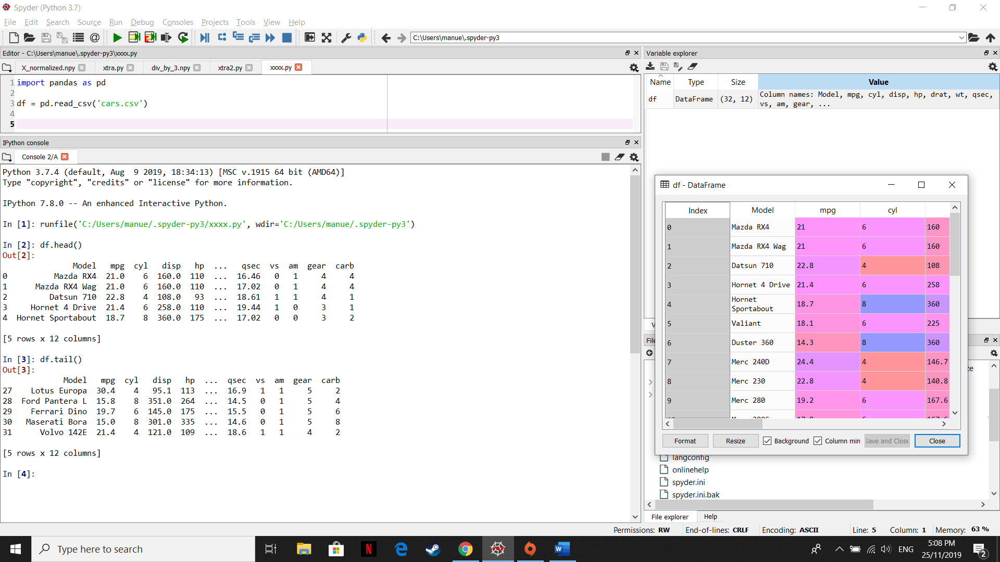 Spyder (Python 3.7)
File Edit Search Source Run Debug Consoles Projects Tools View Help
C:\Users\manue\.spyder-py3
Editor - C:\Users\manue\.spyder-py3\xxxx.py
X_normalized.npy xtra.py div_by_3.npy xtra2.py xxxx.py
1 import pandas as pd
2
3 df = pd.read_csv('cars.csv')
4
5
IPython console
Console 2/A
Python 3.7.4 (default, Aug  9 2019, 18:34:13) [MSC v.1915 64 bit (AMD64)]
Type "copyright", "credits" or "license" for more information.
IPython 7.8.0 -- An enhanced Interactive Python.
In [1]: runfile('C:/Users/manue/.spyder-py3/xxxx.py', wdir='C:/Users/manue/.spyder-py3')
In [2]: df.head()
Out[2]:
Model mpg cyl disp hp ... qsec vs am gear carb
0 Mazda RX4 21.0 6 160.0 110 ... 16.46 0 1 4 4
1 Mazda RX4 Wag 21.0 6 160.0 110 ... 17.02 0 1 4 4
2 Datsun 710 22.8 4 108.0 93 ... 18.61 1 1 4 1
3 Hornet 4 Drive 21.4 6 258.0 110 ... 19.44 1 0 3 1
4 Hornet Sportabout 18.7 8 360.0 175 ... 17.02 0 0 3 2
[5 rows x 12 columns]
In [3]: df.tail()
Out[3]:
Model mpg cyl disp hp ... qsec vs am gear carb
27 Lotus Europa 30.4 4 95.1 113 ... 16.9 1 1 5 2
28 Ford Pantera L 15.8 8 351.0 264 ... 14.5 0 1 5 4
29 Ferrari Dino 19.7 6 145.0 175 ... 15.5 0 1 5 6
30 Maserati Bora 15.0 8 301.0 335 ... 14.6 0 1 5 8
31 Volvo 142E 21.4 4 121.0 109 ... 18.6 1 1 4 2
[5 rows x 12 columns]
In [4]:
Variable explorer
Name Type Size Value
df DataFrame (32, 12) Column names: Model, mpg, cyl, disp, hp, drat, wt, qsec,
vs, am, gear, ...
df - DataFrame
Index Model mpg cyl
0 Mazda RX4 21 6 160
1 Mazda RX4 Wag 21 6 160
2 Datsun 710 22.8 4 108
3 Hornet 4 Drive 21.4 6 258
4 Hornet Sportabout 18.7 8 360
5 Valiant 18.1 6 225
6 Duster 360 14.3 8 360
7 Merc 240D 24.4 4 146.7
8 Merc 230 22.8 4 140.8
9 Merc 280 19.2 6 167.6
Format Resize Background Column min Save and Close Close
langconfig
onlinehelp
spyder.ini
spyder.ini.bak
File explorer Help
Permissions: RW End-of-lines: CRLF Encoding: ASCII Line: 5 Column: 1 Memory: 63 %
Type here to search
ENG
5:08 PM
25/11/2019
2